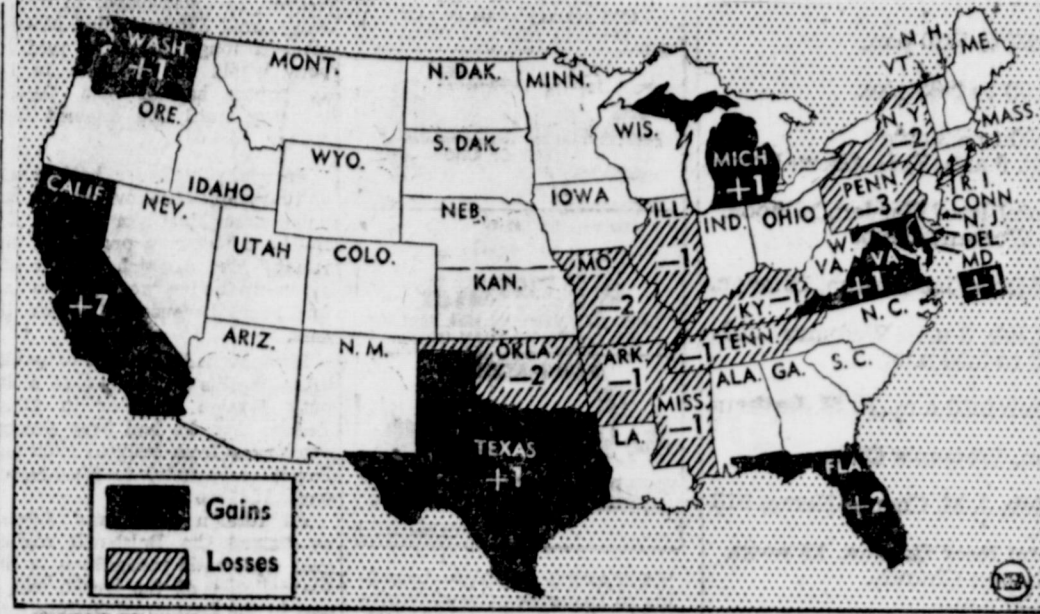 WASH.
+1
MONT.
N. DAK.
MINN.
N. H.
VT.
ME.
ORE.
IDAHO
WYO.
S. DAK.
WIS.
MICH
+1
N. Y.
-2
MASS.
CALIF
+7
NEV.
UTAH
COLO.
NEB.
IOWA
ILL.
-1
IND.
OHIO
PENN
-3
R. I.
CONN
N. J.
DEL.
MD.
+1
W.
VA.
VA.
+1
KAN.
MO.
-2
KY.
-1
N. C.
ARIZ.
N. M.
OKLA.
-2
ARK.
-1
TENN.
-1
S. C.
MISS.
-1
ALA.
GA.
TEXAS
+1
LA.
FLA.
+2
Gains
Losses
NEA